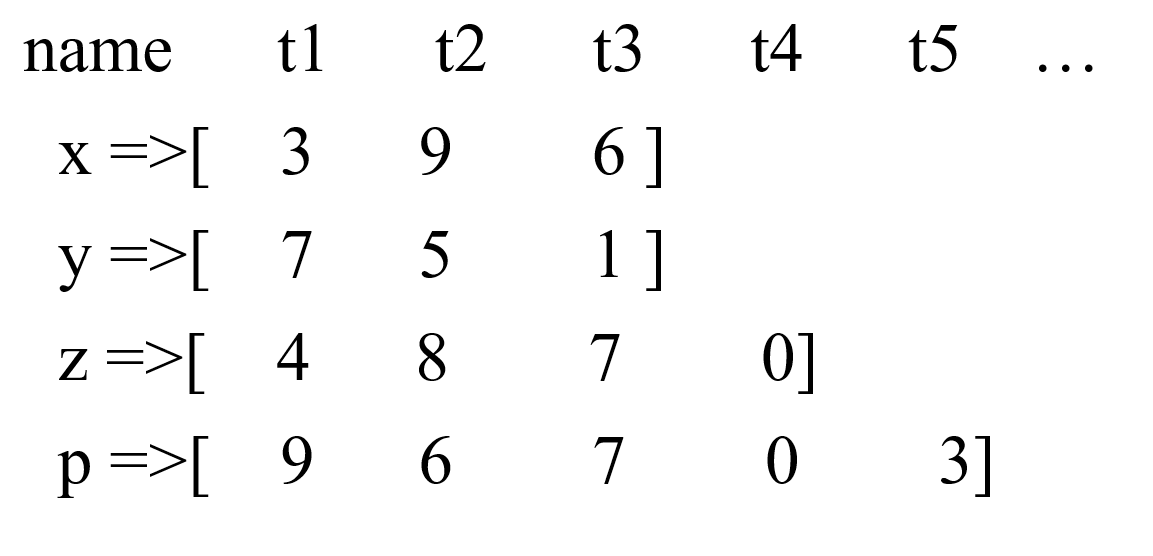 name t1 t2 t3 t4 t5 …
x =>[ 3 9 6 ]
y =>[ 7 5 1 ]
z =>[ 4 8 7 0]
p =>[ 9 6 7 0 3]